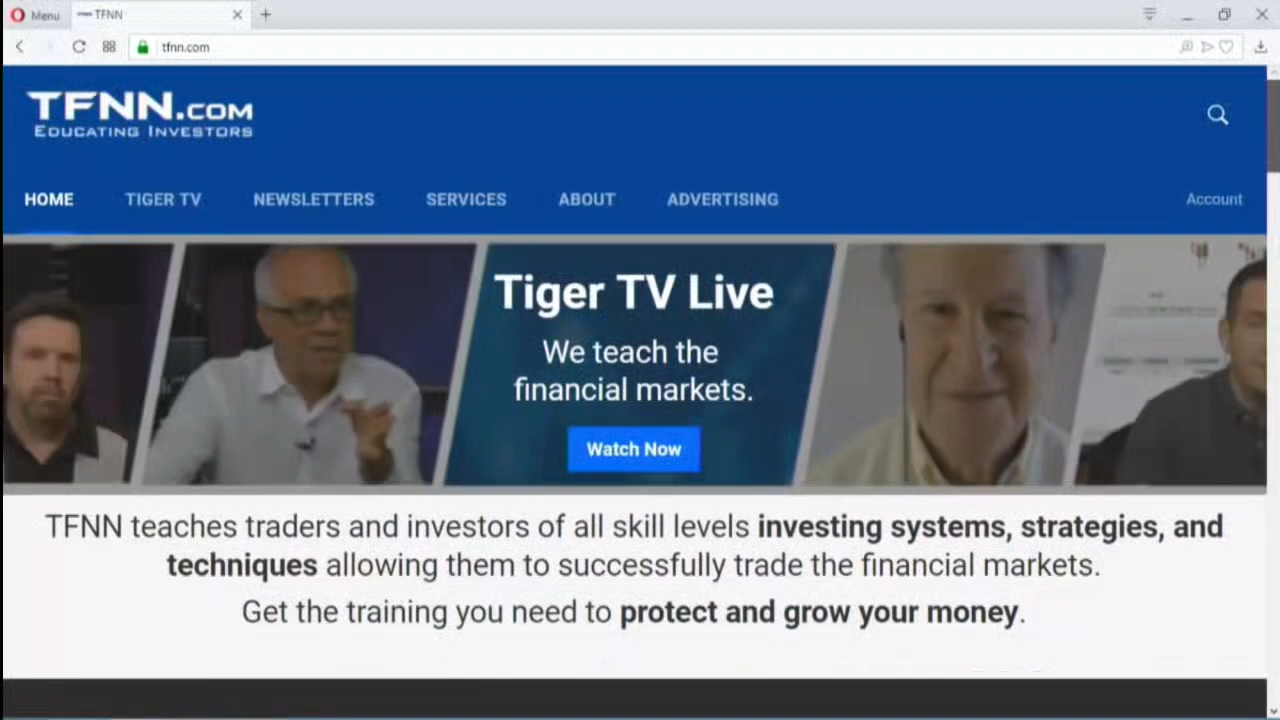 Menu
TFNN
tfnn.com
TFNN.COM
EDUCATING INVESTORS
HOME TIGER TV NEWSLETTERS SERVICES ABOUT ADVERTISING Account
Tiger TV Live
We teach the
financial markets.
Watch Now
TFNN teaches traders and investors of all skill levels investing systems, strategies, and
techniques allowing them to successfully trade the financial markets.
Get the training you need to protect and grow your money.